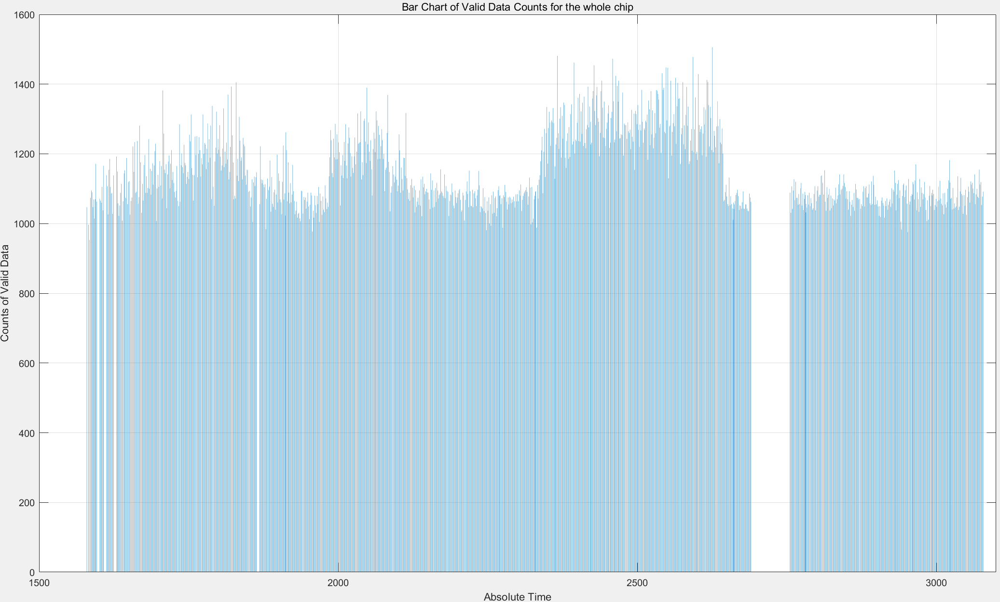 Bar Chart of Valid Data Counts for the whole chip
1600
1400
1200
1000
800
600
400
200
0
Counts of Valid Data
1500 2000 2500 3000
Absolute Time